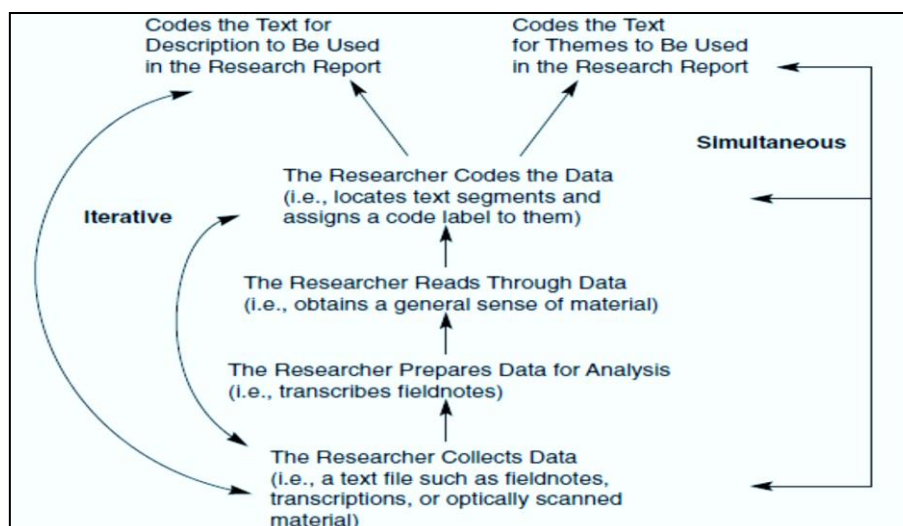 Codes the Text for
Description to Be Used
in the Research Report
Codes the Text
for Themes to Be Used
in the Research Report
Simultaneous
The Researcher Codes the Data
(i.e., locates text segments and
assigns a code label to them)
Iterative
The Researcher Reads Through Data
(i.e., obtains a general sense of material)
The Researcher Prepares Data for Analysis
(i.e., transcribes fieldnotes)
The Researcher Collects Data
(i.e., a text file such as fieldnotes,
transcriptions, or optically scanned
material)